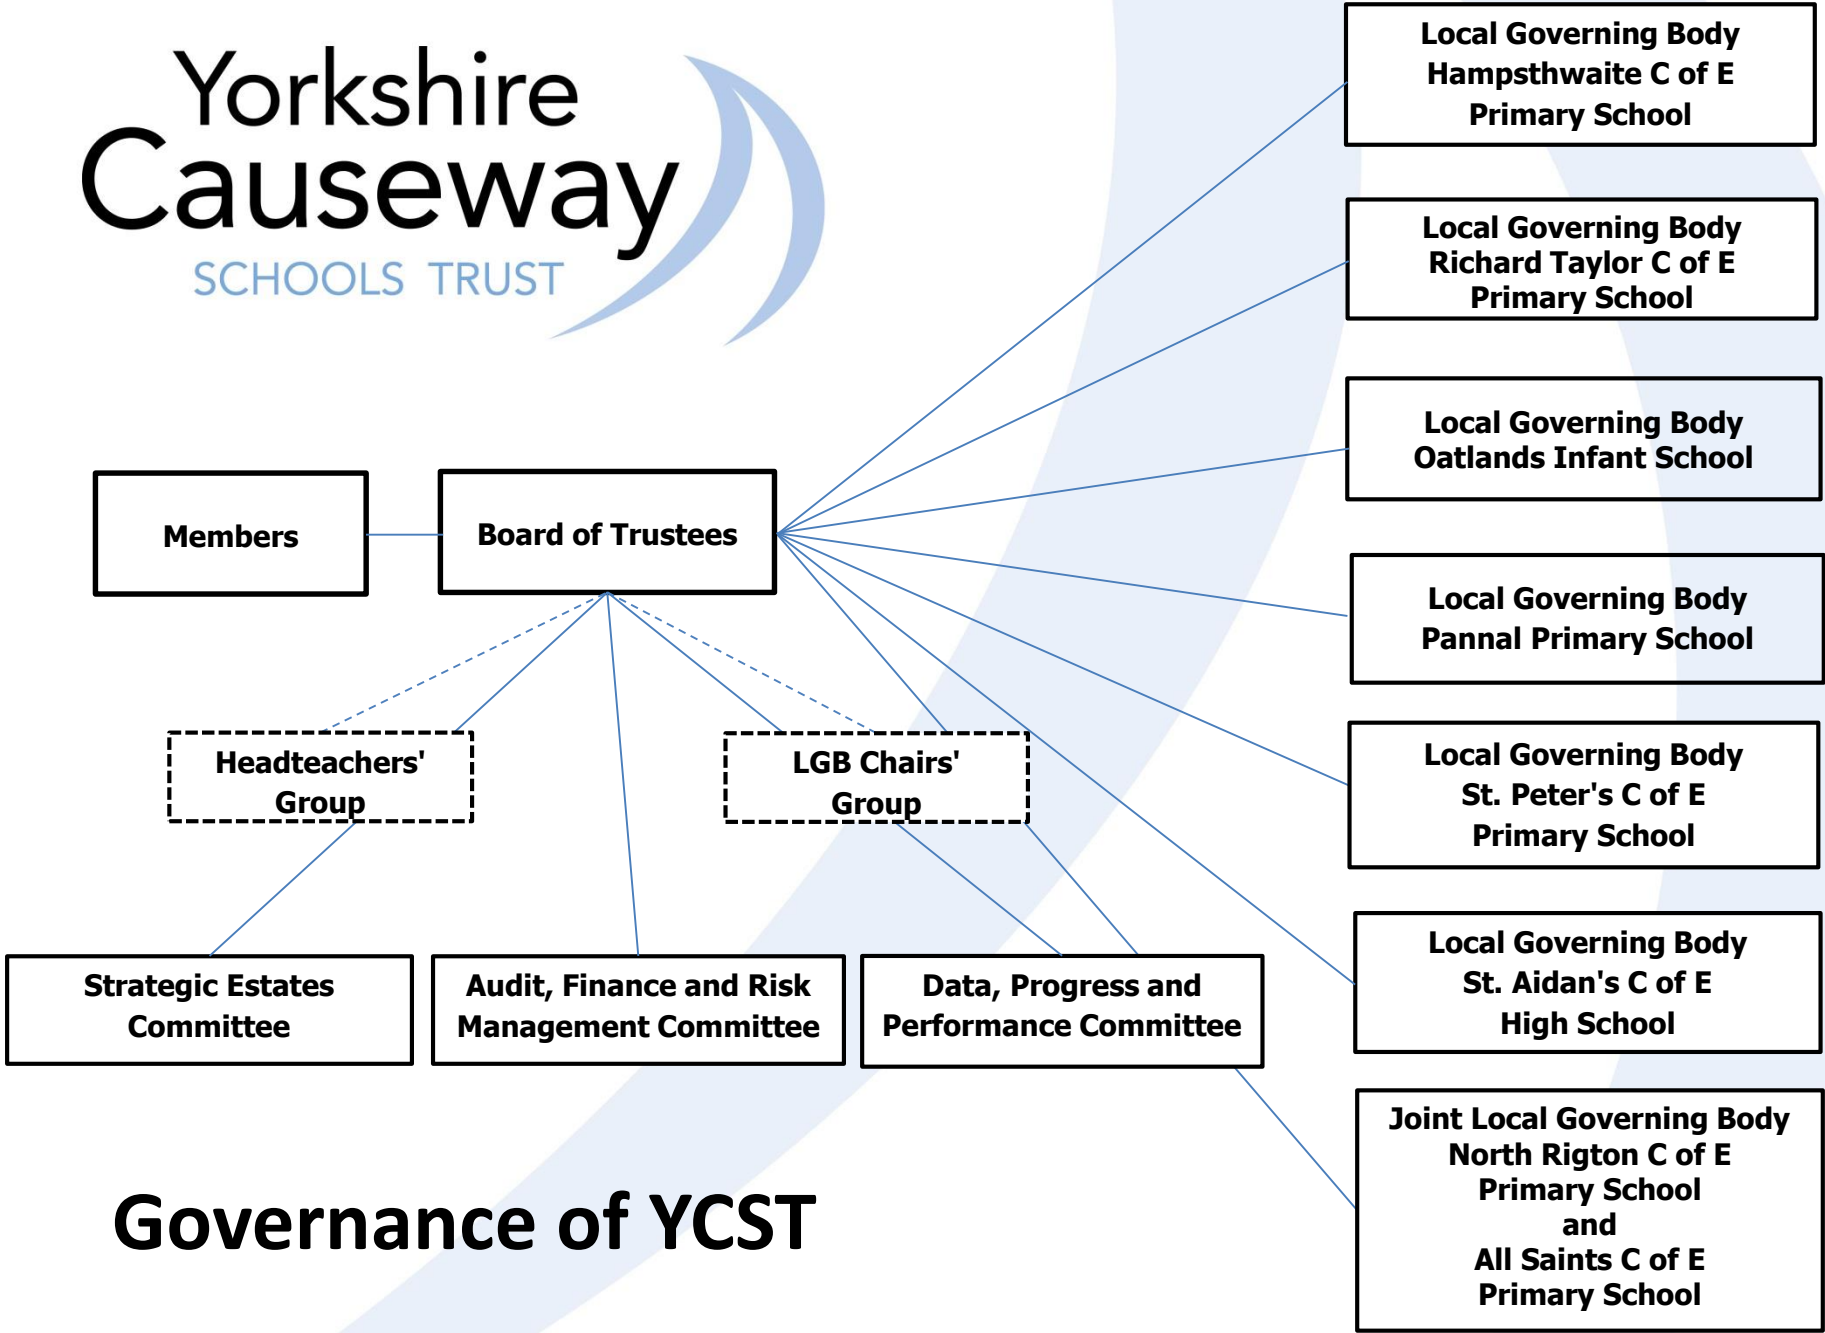 Yorkshire
Causeway
SCHOOLS TRUST
Local Governing Body
Hampsthwaite C of E
Primary School
Local Governing Body
Richard Taylor C of E
Primary School
Local Governing Body
Oatlands Infant School
Members
Board of Trustees
Local Governing Body
Pannal Primary School
Headteachers'
Group
LGB Chairs'
Group
Local Governing Body
St. Peter's C of E
Primary School
Strategic Estates
Committee
Audit, Finance and Risk
Management Committee
Data, Progress and
Performance Committee
Local Governing Body
St. Aidan's C of E
High School
Joint Local Governing Body
North Rigton C of E
Primary School
and
All Saints C of E
Primary School
Governance of YCST